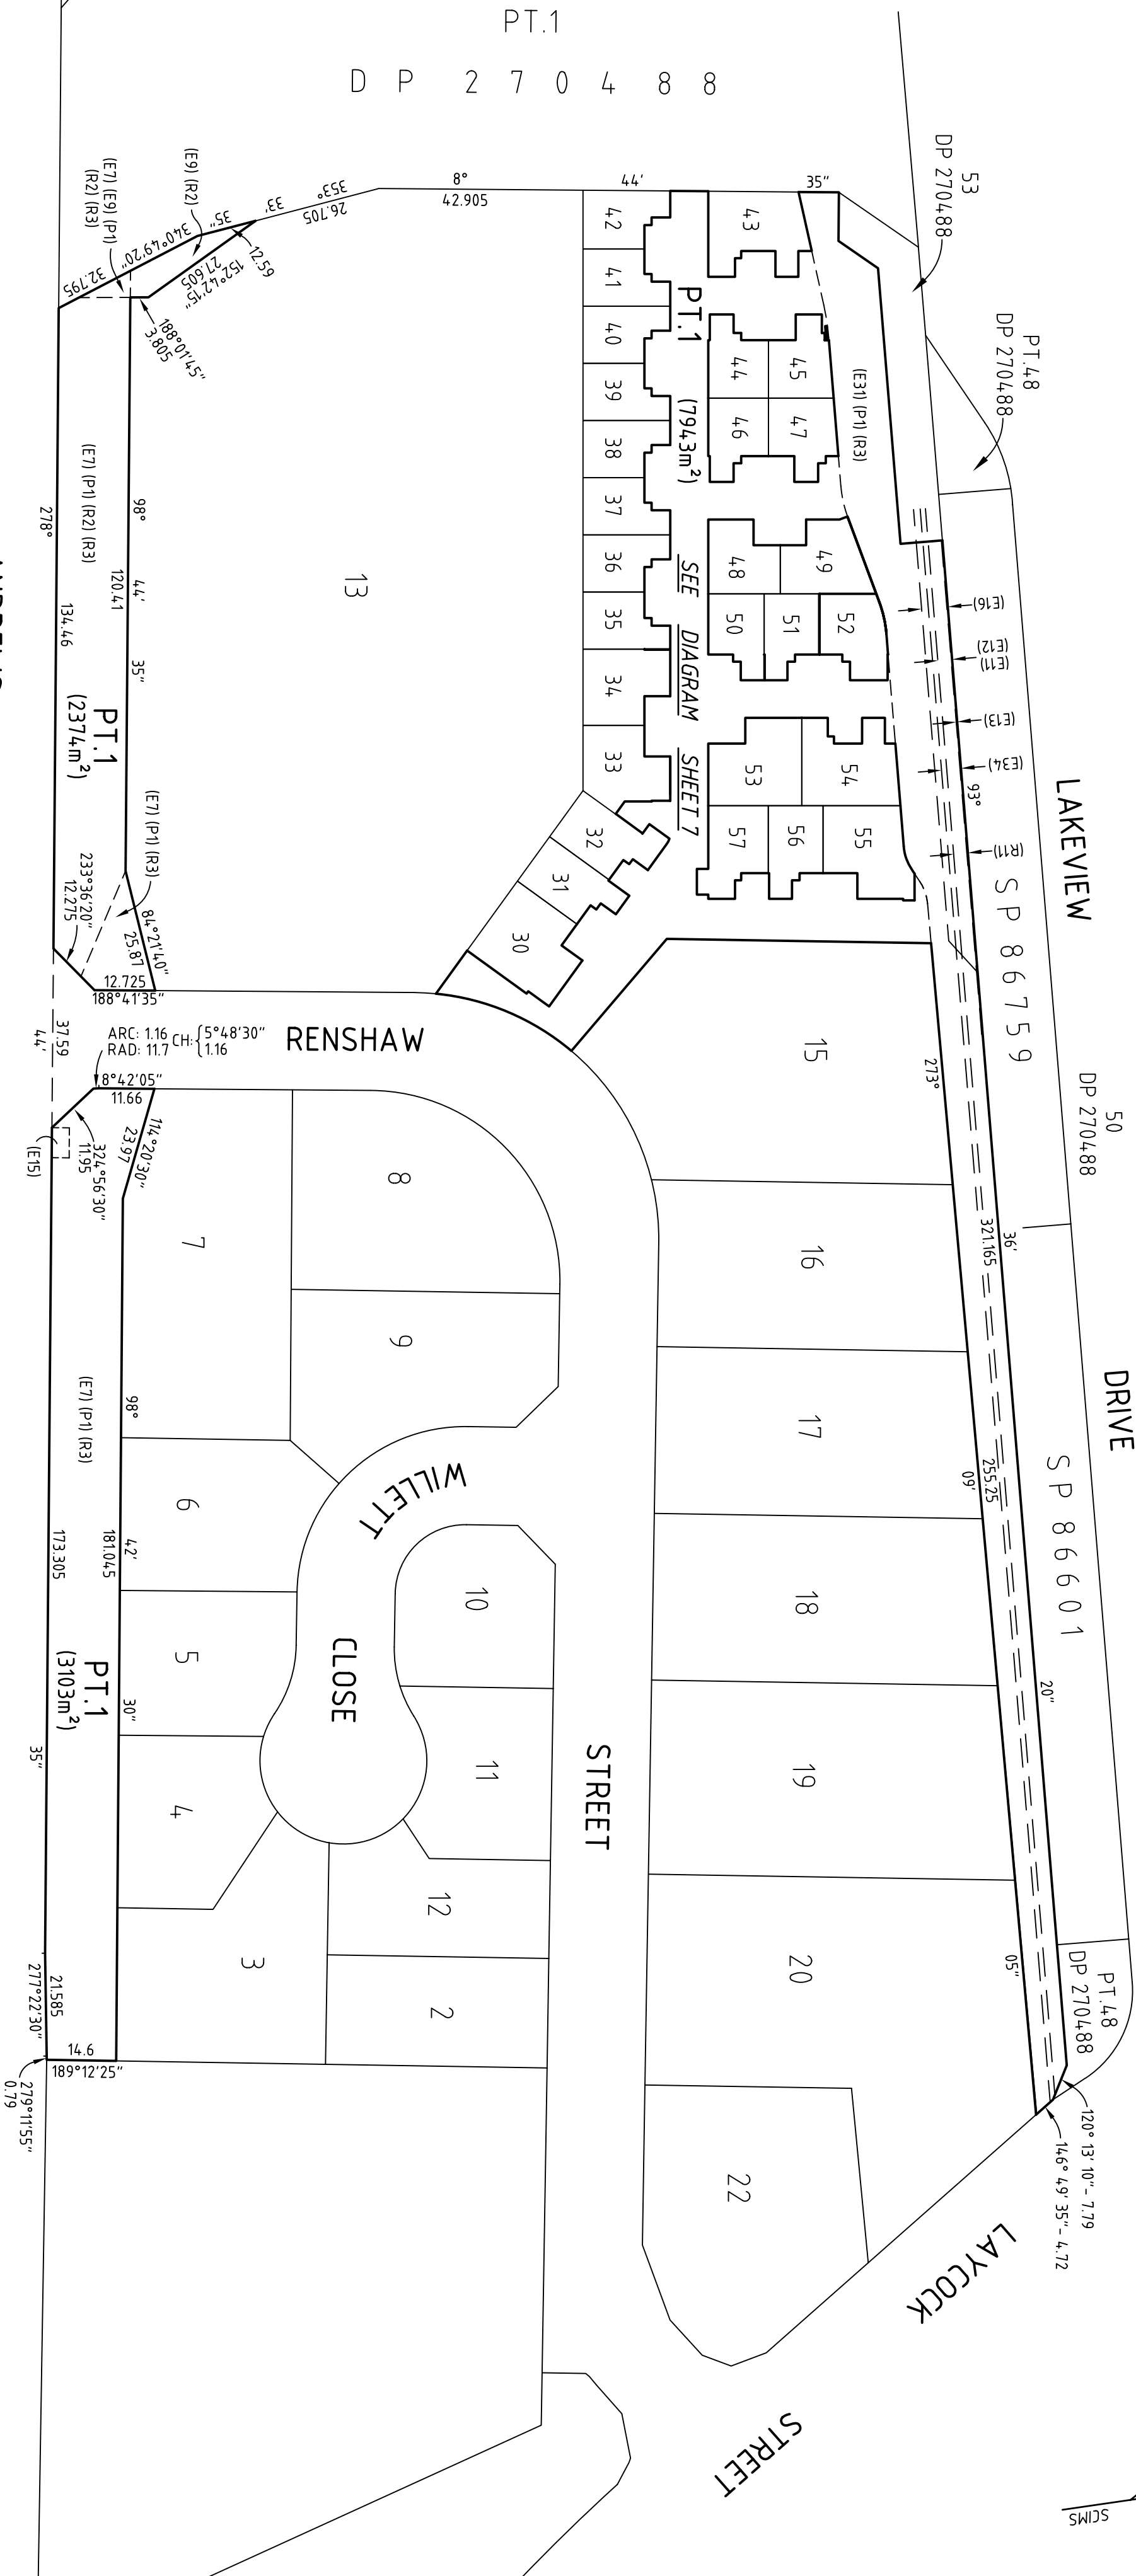 PT.1
D P 2 7 0 4 8 8
53
DP 270488
PT.48
DP 270488
(E9) (R2)
(E7) (E9) (P1)
(R2) (R3)
353°
26.705
33'
8°
42.905
44'
35"
340°49'20"
32.795
35"
12.59
152°42'15"
27.605
188°01'45"
3.805
42
41
40
39
38
37
36
35
34
33
32
31
30
43
44
45
46
47
48
49
50
51
52
53
54
55
56
57
PT.1 (7943m²) SEE DIAGRAM SHEET 7
(E31) (P1) (R3)
(E16)
(E12)
(E11)
(E13)
(E34)
(R11)
93°
LAKEVIEW
DRIVE
SP 86759
50
DP 270488
SP 86601
13
(E7) (P1) (R2) (R3)
98°
120.41
44'
35"
278°
134.46
PT.1
(2374m²)
(E7) (P1) (R3)
233°36'20"
12.275
84°21'40"
25.87
12.725
188°41'35"
37.59
44'
ARC: 1.16
RAD: 11.7
CH:
5°48'30"
1.16
RENSHAW
STREET
8°42'05"
11.66
114°20'30"
23.97
324°56'30"
11.95
(E15)
15
16
17
18
19
20
22
273°
321.165
36'
255.25
09'
20"
05"
7
8
9
6
5
4
3
10
11
12
2
WILLETT
CLOSE
(E7) (P1) (R3)
98°
181.045
42'
173.305
PT.1
(3103m²)
30"
35"
21.585
277°22'30"
14.6
189°12'25"
279°11'55"
0.79
PT.48
DP 270488
120° 13' 10" - 7.79
146° 49' 35" - 4.72
LAYCOCK
STREET
SCIMS